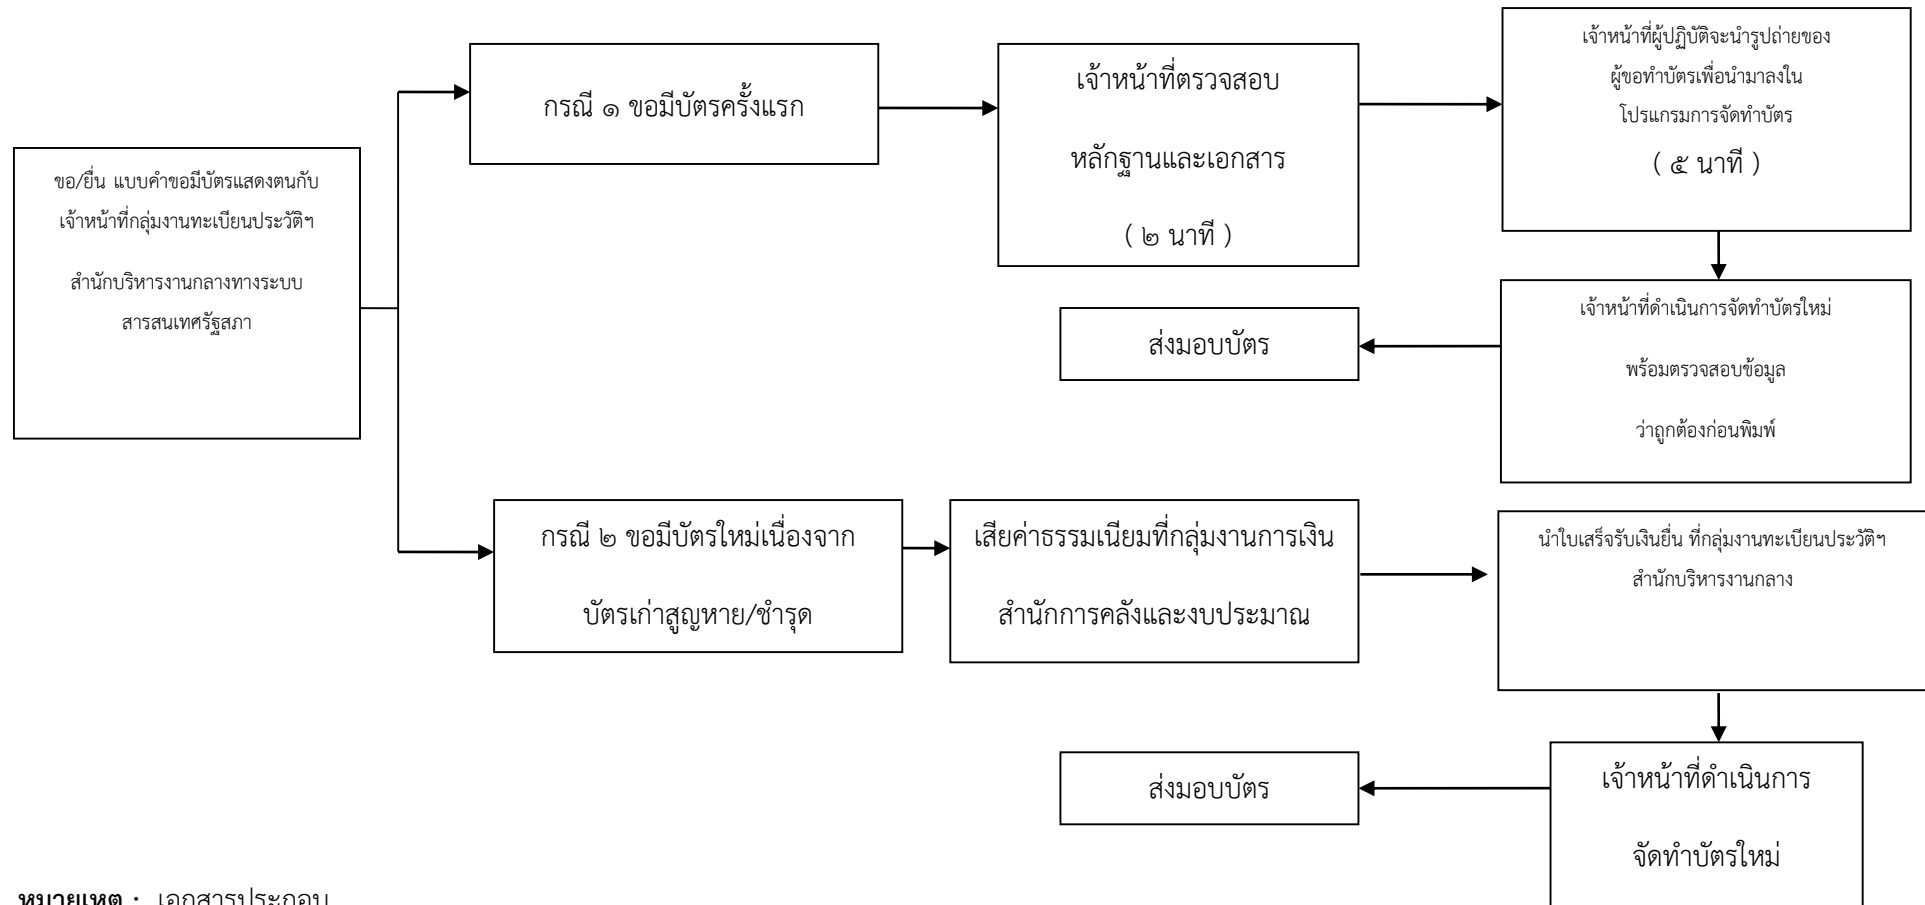 ขอ/ยื่น แบบคำขอมีบัตรแสดงตนกับ
เจ้าหน้าที่กลุ่มงานทะเบียนประวัติฯ
สำนักบริหารงานกลางทางระบบ
สารสนเทศรัฐสภา
กรณี ๑ ขอมีบัตรครั้งแรก
เจ้าหน้าที่ตรวจสอบ
หลักฐานและเอกสาร
( ๒ นาที )
เจ้าหน้าที่ผู้ปฏิบัติจะนำรูปถ่ายของ
ผู้ขอทำบัตรเพื่อนำมาลงใน
โปรแกรมการจัดทำบัตร
( ๕ นาที )
เจ้าหน้าที่ดำเนินการจัดทำบัตรใหม่
พร้อมตรวจสอบข้อมูล
ว่าถูกต้องก่อนพิมพ์
ส่งมอบบัตร
กรณี ๒ ขอมีบัตรใหม่เนื่องจาก
บัตรเก่าสูญหาย/ชำรุด
เสียค่าธรรมเนียมที่กลุ่มงานการเงิน
สำนักการคลังและงบประมาณ
นำใบเสร็จรับเงินยื่น ที่กลุ่มงานทะเบียนประวัติฯ
สำนักบริหารงานกลาง
เจ้าหน้าที่ดำเนินการ
จัดทำบัตรใหม่
ส่งมอบบัตร
หมายเหตุ : เอกสารประกอบ